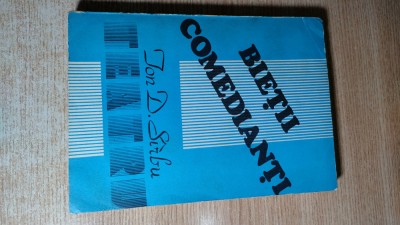 BIEȚII
COMEDIANȚI
Ion D. Sîrbu
TEATRU